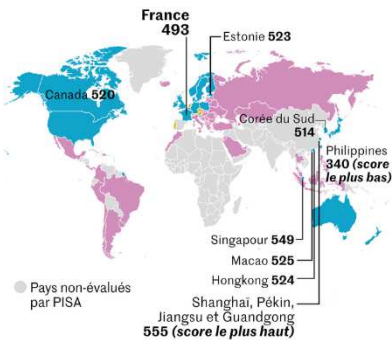 France
493
Estonie 523
Canada 520
Corée du Sud
514
Philippines
340 (score
le plus bas)
Singapour 549
Macao 525
Hongkong 524
Pays non-évalués
par PISA
Shanghaï, Pékin,
Jiangsu et Guandgong
555 (score le plus haut)